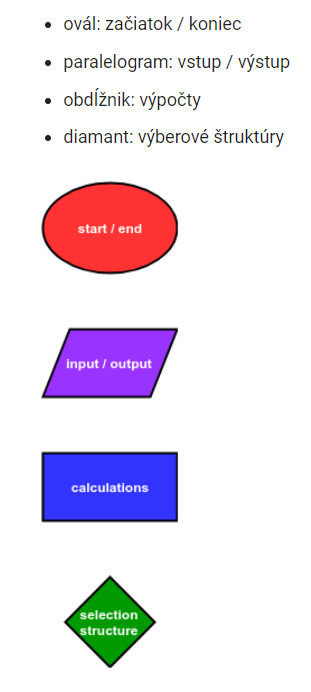 • ovál: začiatok / koniec
• paralelogram: vstup / výstup
• obdĺžnik: výpočty
• diamant: výberové štruktúry
start / end
input / output
calculations
selection
structure